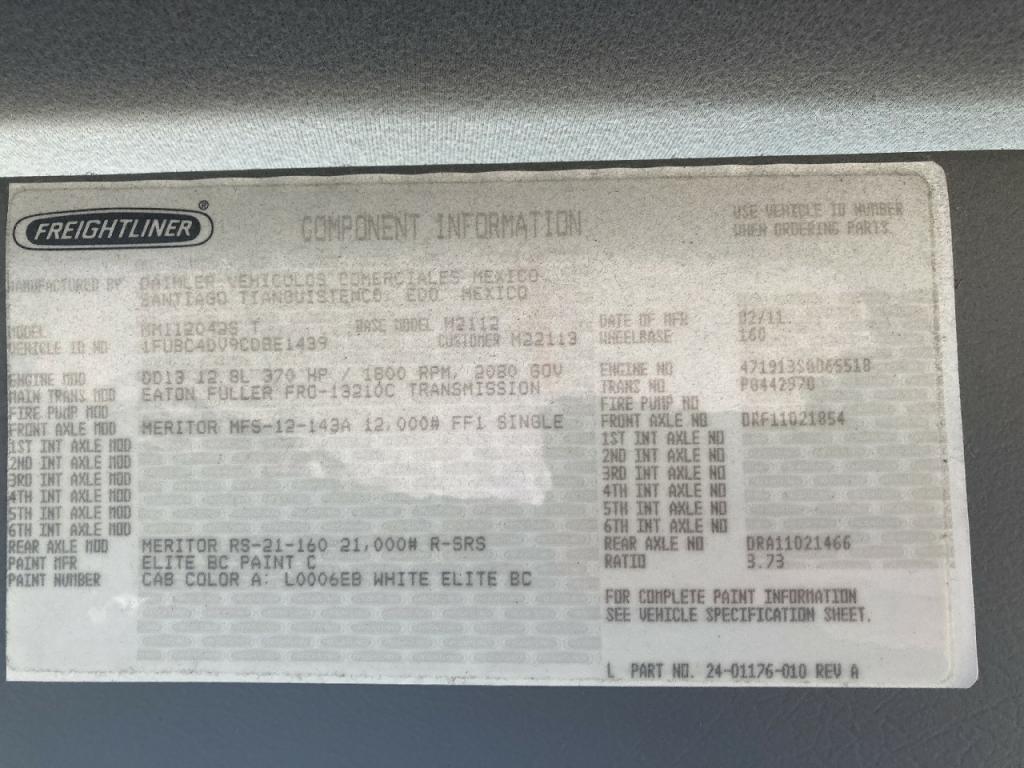 FREIGHTLINER ®
COMPONENT INFORMATION
USE VEHICLE ID NUMBER
WHEN ORDERING PARTS.
MANUFACTURED BY DAIMLER VEHICULOS COMERCIALES MEXICO
SANTIAGO TIANGUISTENCO, EDO. MEXICO
MODEL MM112042S T BASE MODEL M2112 DATE OF MFR 02/11
VEHICLE ID NO CUSTOMER M22113 WHEELBASE 160
ENGINE MOD DD13 12.8L 370 HP / 1800 RPM, 2080 GOV ENGINE NO
MAIN TRANS MOD EATON FULLER FRO-13210C TRANSMISSION TRANS NO
FIRE PUMP MOD FIRE PUMP NO
FRONT AXLE MOD MERITOR MFS-12-143A 12,000# FF1 SINGLE FRONT AXLE NO DRF11021854
1ST INT AXLE MOD 1ST INT AXLE NO
2ND INT AXLE MOD 2ND INT AXLE NO
3RD INT AXLE MOD 3RD INT AXLE NO
4TH INT AXLE MOD 4TH INT AXLE NO
5TH INT AXLE MOD 5TH INT AXLE NO
6TH INT AXLE MOD 6TH INT AXLE NO
REAR AXLE MOD MERITOR RS-21-160 21,000# R-SRS REAR AXLE NO DRA11021466
PAINT MFR ELITE BC PAINT C RATIO 3.73
PAINT NUMBER CAB COLOR A: L0006EB WHITE ELITE BC
FOR COMPLETE PAINT INFORMATION
SEE VEHICLE SPECIFICATION SHEET.
L PART NO. 24-01176-010 REV A